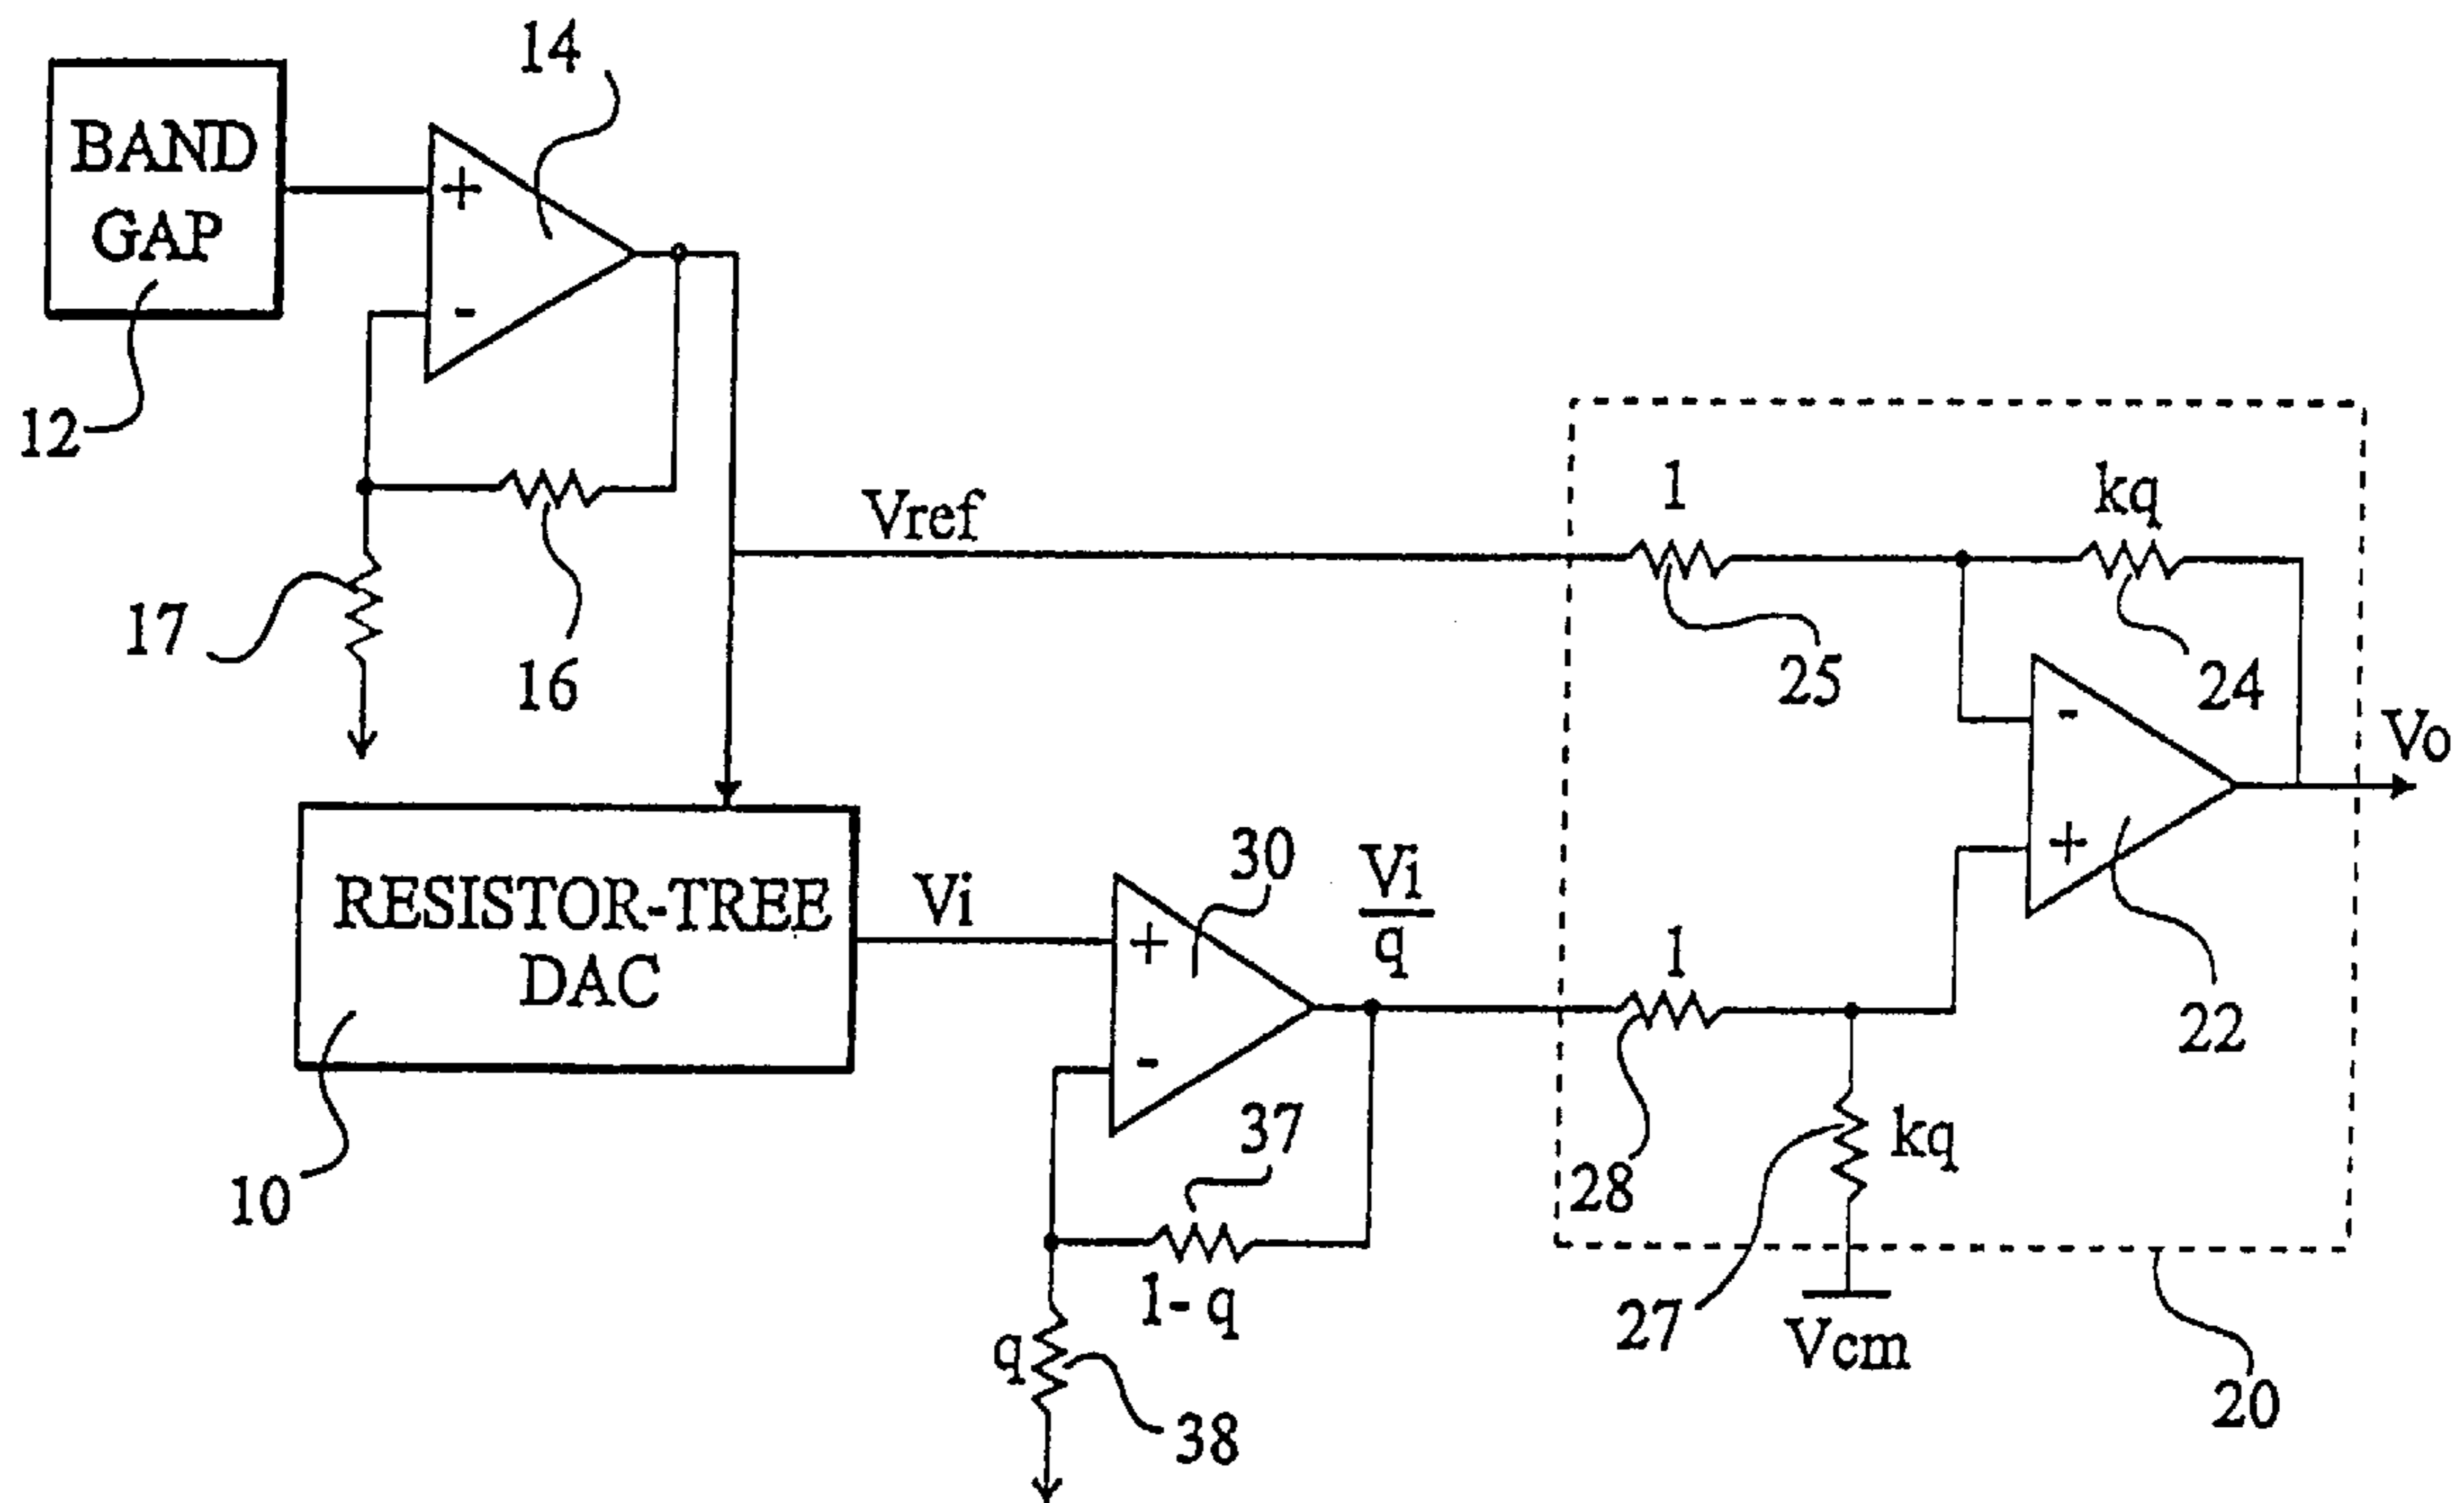 14
BAND
GAP
+
-
12
1
kq
Vref
17
16
25
24
-
Vo
+
RESISTOR-TREE
DAC
Vi
30
Vi
q
+
1
22
-
37
kq
10
28
1-q
q
27
Vcm
38
20